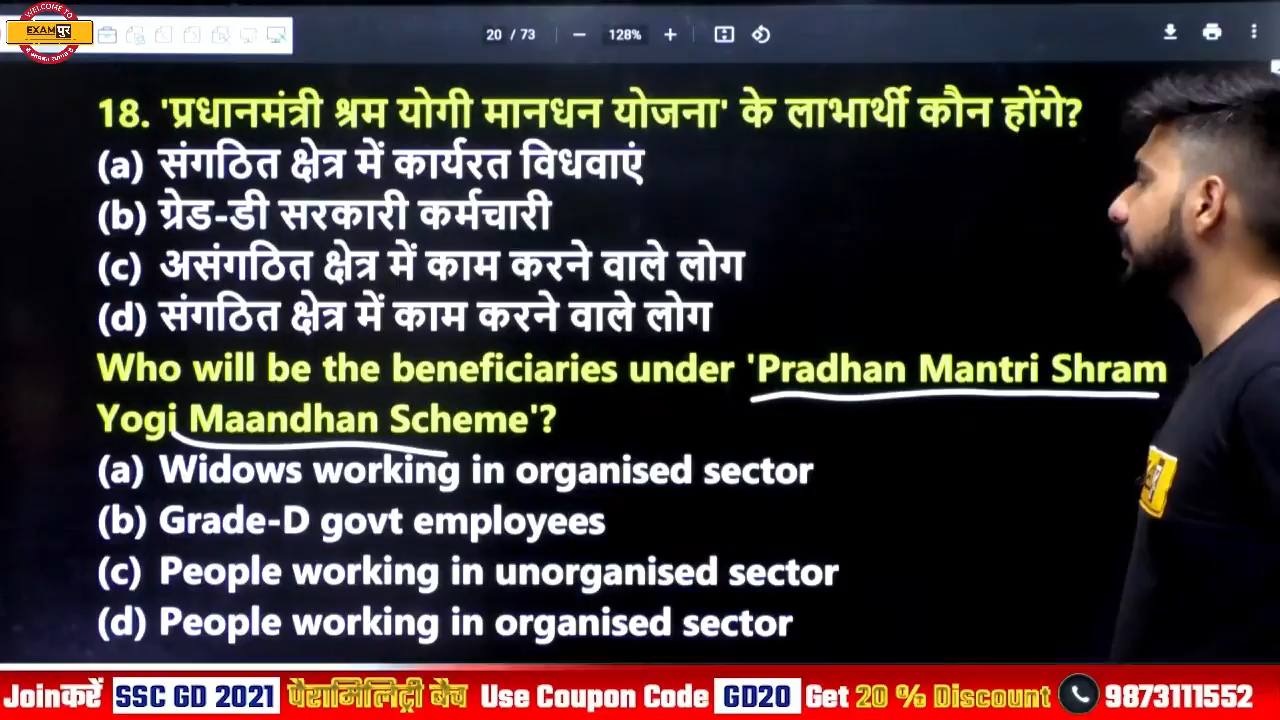 WELCOME TO
EXAMपुर
20 / 73
128%
18. 'प्रधानमंत्री श्रम योगी मानधन योजना' के लाभार्थी कौन होंगे?
(a) संगठित क्षेत्र में कार्यरत विधवाएं
(b) ग्रेड-डी सरकारी कर्मचारी
(c) असंगठित क्षेत्र में काम करने वाले लोग
(d) संगठित क्षेत्र में काम करने वाले लोग
Who will be the beneficiaries under 'Pradhan Mantri Shram
Yogi Maandhan Scheme'?
(a) Widows working in organised sector
(b) Grade-D govt employees
(c) People working in unorganised sector
(d) People working in organised sector
Joinकरें SSC GD 2021 पैरामिलिट्री बैच Use Coupon Code GD20 Get 20 % Discount 9873111552